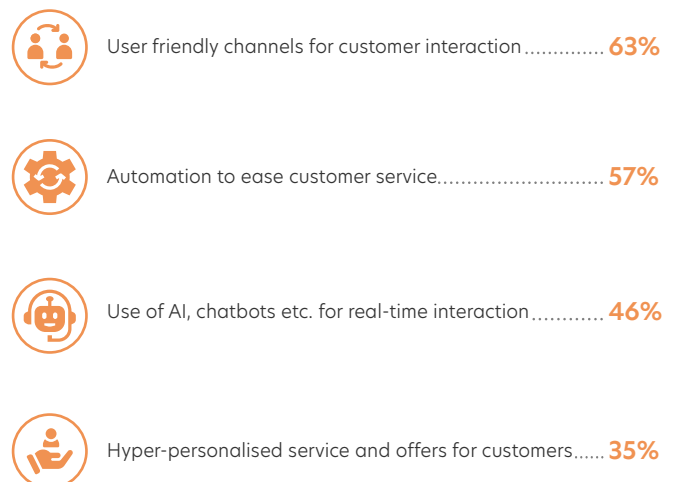 User friendly channels for customer interaction .............. 63%
Automation to ease customer service............................. 57%
Use of AI, chatbots etc. for real-time interaction ............ 46%
Hyper-personalised service and offers for customers...... 35%